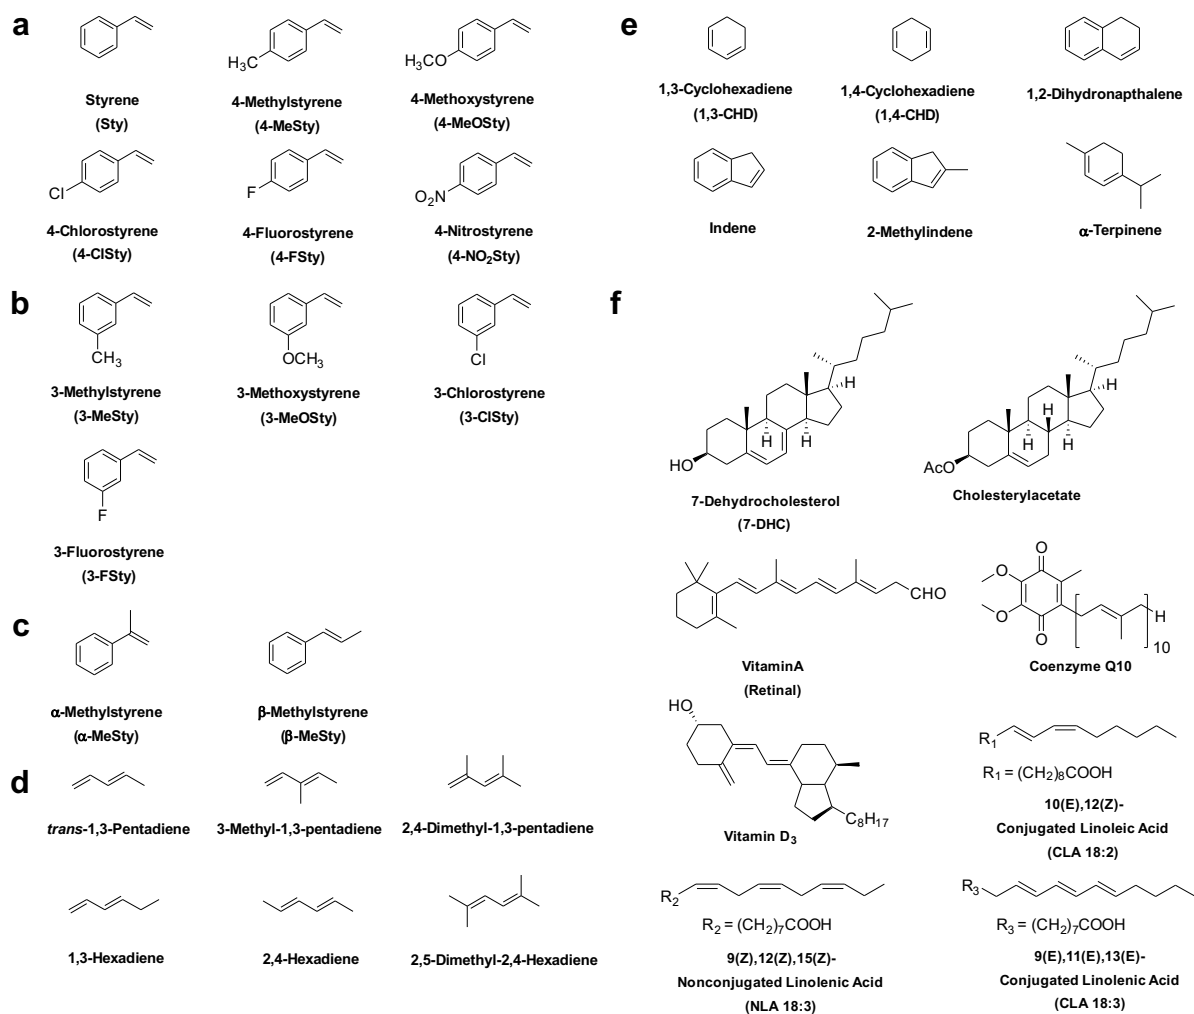 a
Styrene
(Sty)
H₃C
4-Methylstyrene
(4-MeSty)
H₃CO
4-Methoxystyrene
(4-MeOSty)
Cl
4-Chlorostyrene
(4-ClSty)
F
4-Fluorostyrene
(4-FSty)
O₂N
4-Nitrostyrene
(4-NO₂Sty)
b
CH₃
3-Methylstyrene
(3-MeSty)
OCH₃
3-Methoxystyrene
(3-MeOSty)
Cl
3-Chlorostyrene
(3-ClSty)
F
3-Fluorostyrene
(3-FSty)
c
α-Methylstyrene
(α-MeSty)
β-Methylstyrene
(β-MeSty)
d
trans-1,3-Pentadiene
3-Methyl-1,3-pentadiene
2,4-Dimethyl-1,3-pentadiene
1,3-Hexadiene
2,4-Hexadiene
2,5-Dimethyl-2,4-Hexadiene
e
1,3-Cyclohexadiene
(1,3-CHD)
1,4-Cyclohexadiene
(1,4-CHD)
1,2-Dihydronapthalene
Indene
2-Methylindene
α-Terpinene
f
H
H
H
HO
7-Dehydrocholesterol
(7-DHC)
H
H
H
H
AcO
Cholesterylacetate
CHO
VitaminA
(Retinal)
O
O
O
O
H
10
Coenzyme Q10
HO
C₈H₁₇
Vitamin D₃
R₁
R₁ = (CH₂)₈COOH
10(E),12(Z)-
Conjugated Linoleic Acid
(CLA 18:2)
R₂
R₂ = (CH₂)₇COOH
9(Z),12(Z),15(Z)-
Nonconjugated Linolenic Acid
(NLA 18:3)
R₃
R₃ = (CH₂)₇COOH
9(E),11(E),13(E)-
Conjugated Linolenic Acid
(CLA 18:3)